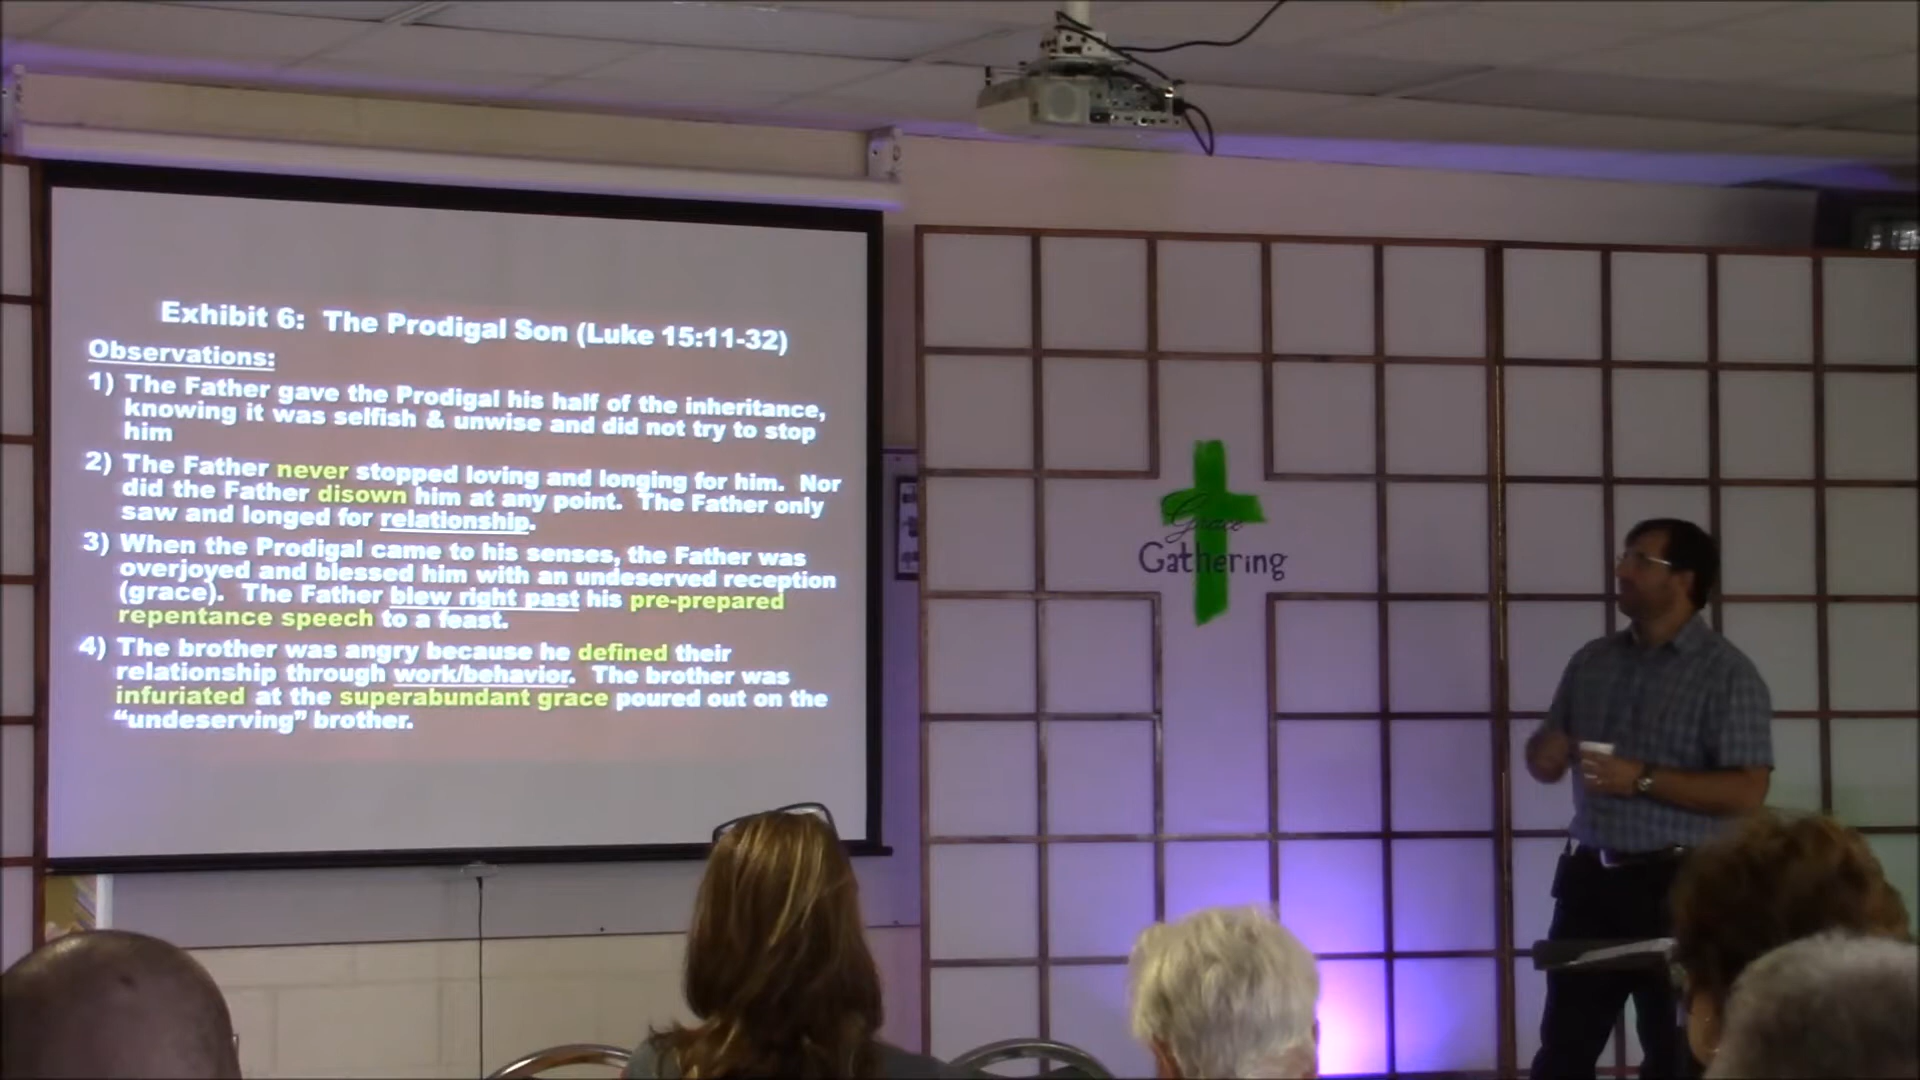 Exhibit 6: The Prodigal Son (Luke 15:11-32)
Observations:
1) The Father gave the Prodigal his half of the inheritance,
knowing it was selfish & unwise and did not try to stop
him
2) The Father never stopped loving and longing for him. Nor
did the Father disown him at any point. The Father only
saw and longed for relationship.
3) When the Prodigal came to his senses, the Father was
overjoyed and blessed him with an undeserved reception
(grace). The Father blew right past his pre-prepared
repentance speech to a feast.
4) The brother was angry because he defined their
relationship through work/behavior. The brother was
infuriated at the superabundant grace poured out on the
“undeserving” brother.
Grace
Gathering